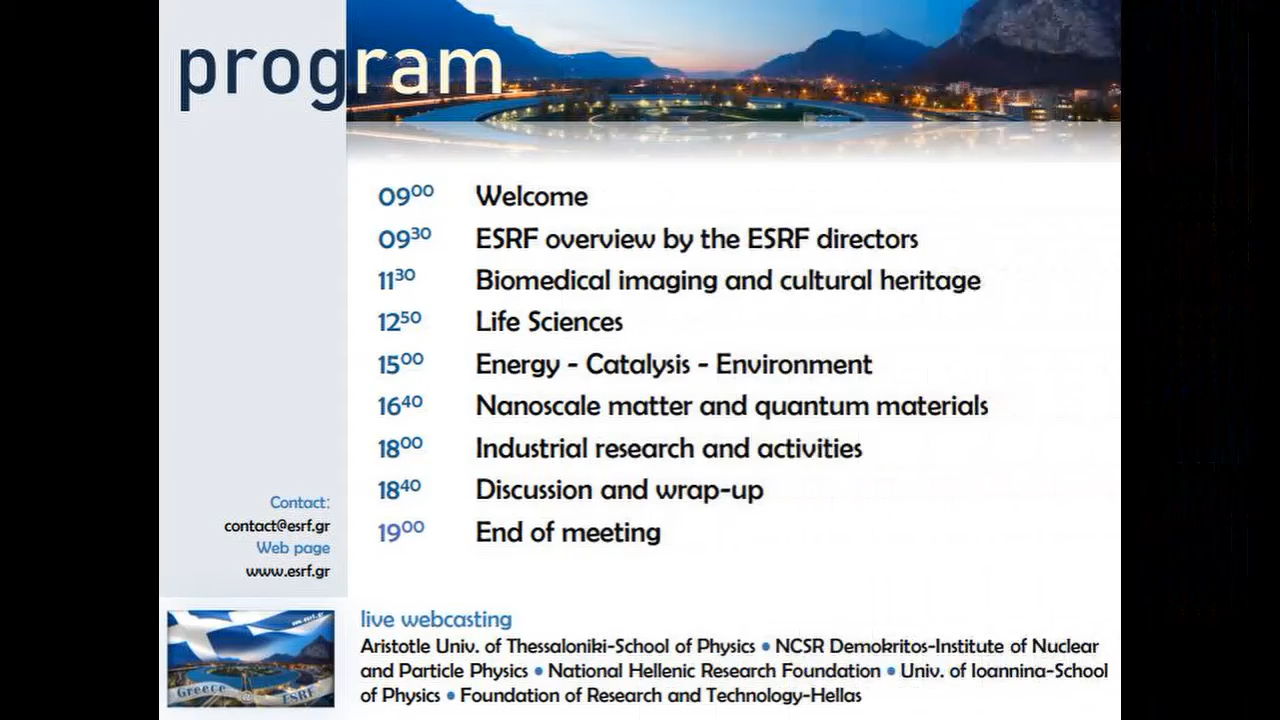 program
09⁰⁰ Welcome
09³⁰ ESRF overview by the ESRF directors
11³⁰ Biomedical imaging and cultural heritage
12⁵⁰ Life Sciences
15⁰⁰ Energy - Catalysis - Environment
16⁴⁰ Nanoscale matter and quantum materials
18⁰⁰ Industrial research and activities
18⁴⁰ Discussion and wrap-up
19⁰⁰ End of meeting
Contact:
contact@esrf.gr
Web page
www.esrf.gr
www.esrf.gr
Greece @ ESRF
live webcasting
Aristotle Univ. of Thessaloniki-School of Physics • NCSR Demokritos-Institute of Nuclear
and Particle Physics • National Hellenic Research Foundation • Univ. of Ioannina-School
of Physics • Foundation of Research and Technology-Hellas